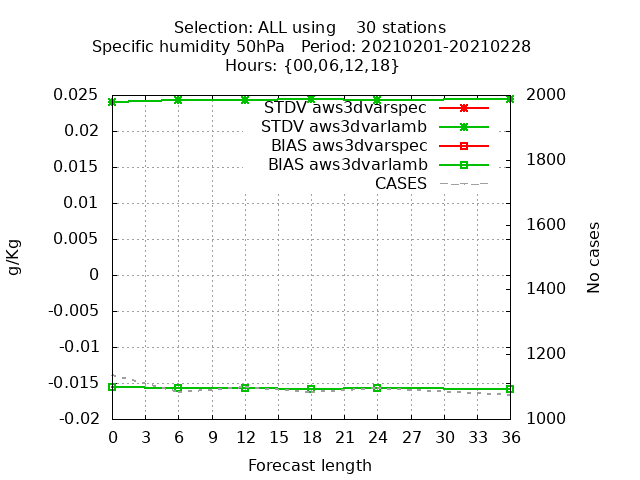 Selection: ALL using    30 stations
Specific humidity 50hPa   Period: 20210201-20210228
Hours: {00,06,12,18}
STDV aws3dvarspec
STDV aws3dvarlamb
BIAS aws3dvarspec
BIAS aws3dvarlamb
CASES
0.025
0.02
0.015
0.01
0.005
0
-0.005
-0.01
-0.015
-0.02
g/Kg
2000
1800
1600
1400
1200
1000
No cases
0 3 6 9 12 15 18 21 24 27 30 33 36
Forecast length